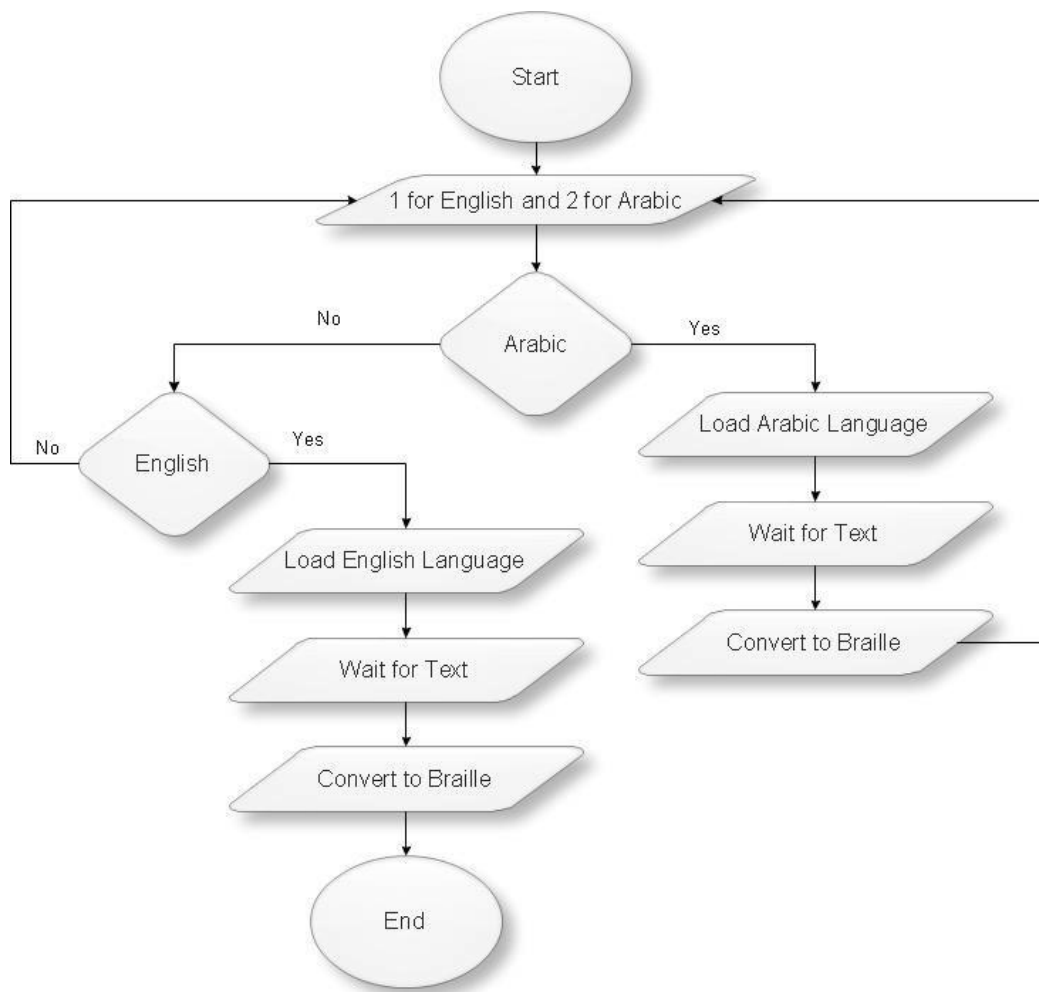 Start
1 for English and 2 for Arabic
No
Yes
Arabic
Load Arabic Language
No
Yes
English
Wait for Text
Load English Language
Convert to Braille
Wait for Text
Convert to Braille
End